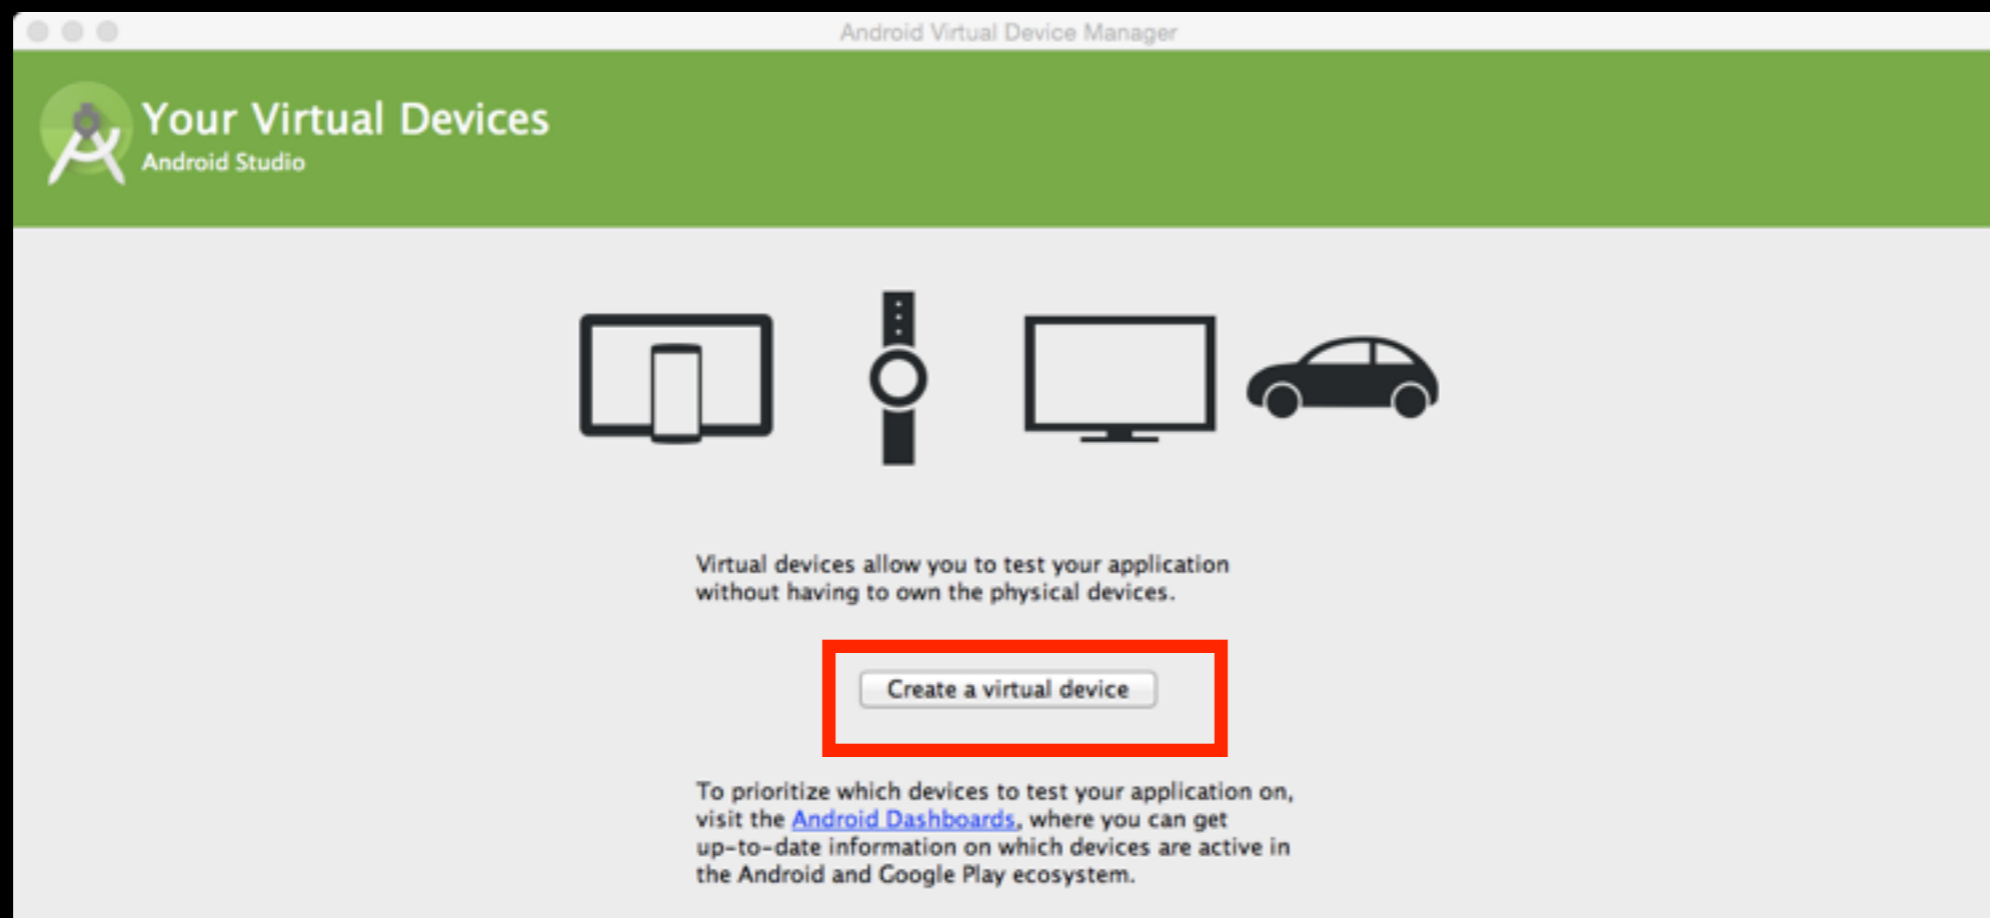 Android Virtual Device Manager
Your Virtual Devices
Android Studio
Virtual devices allow you to test your application
without having to own the physical devices.
Create a virtual device
To prioritize which devices to test your application on,
visit the Android Dashboards, where you can get
up-to-date information on which devices are active in
the Android and Google Play ecosystem.